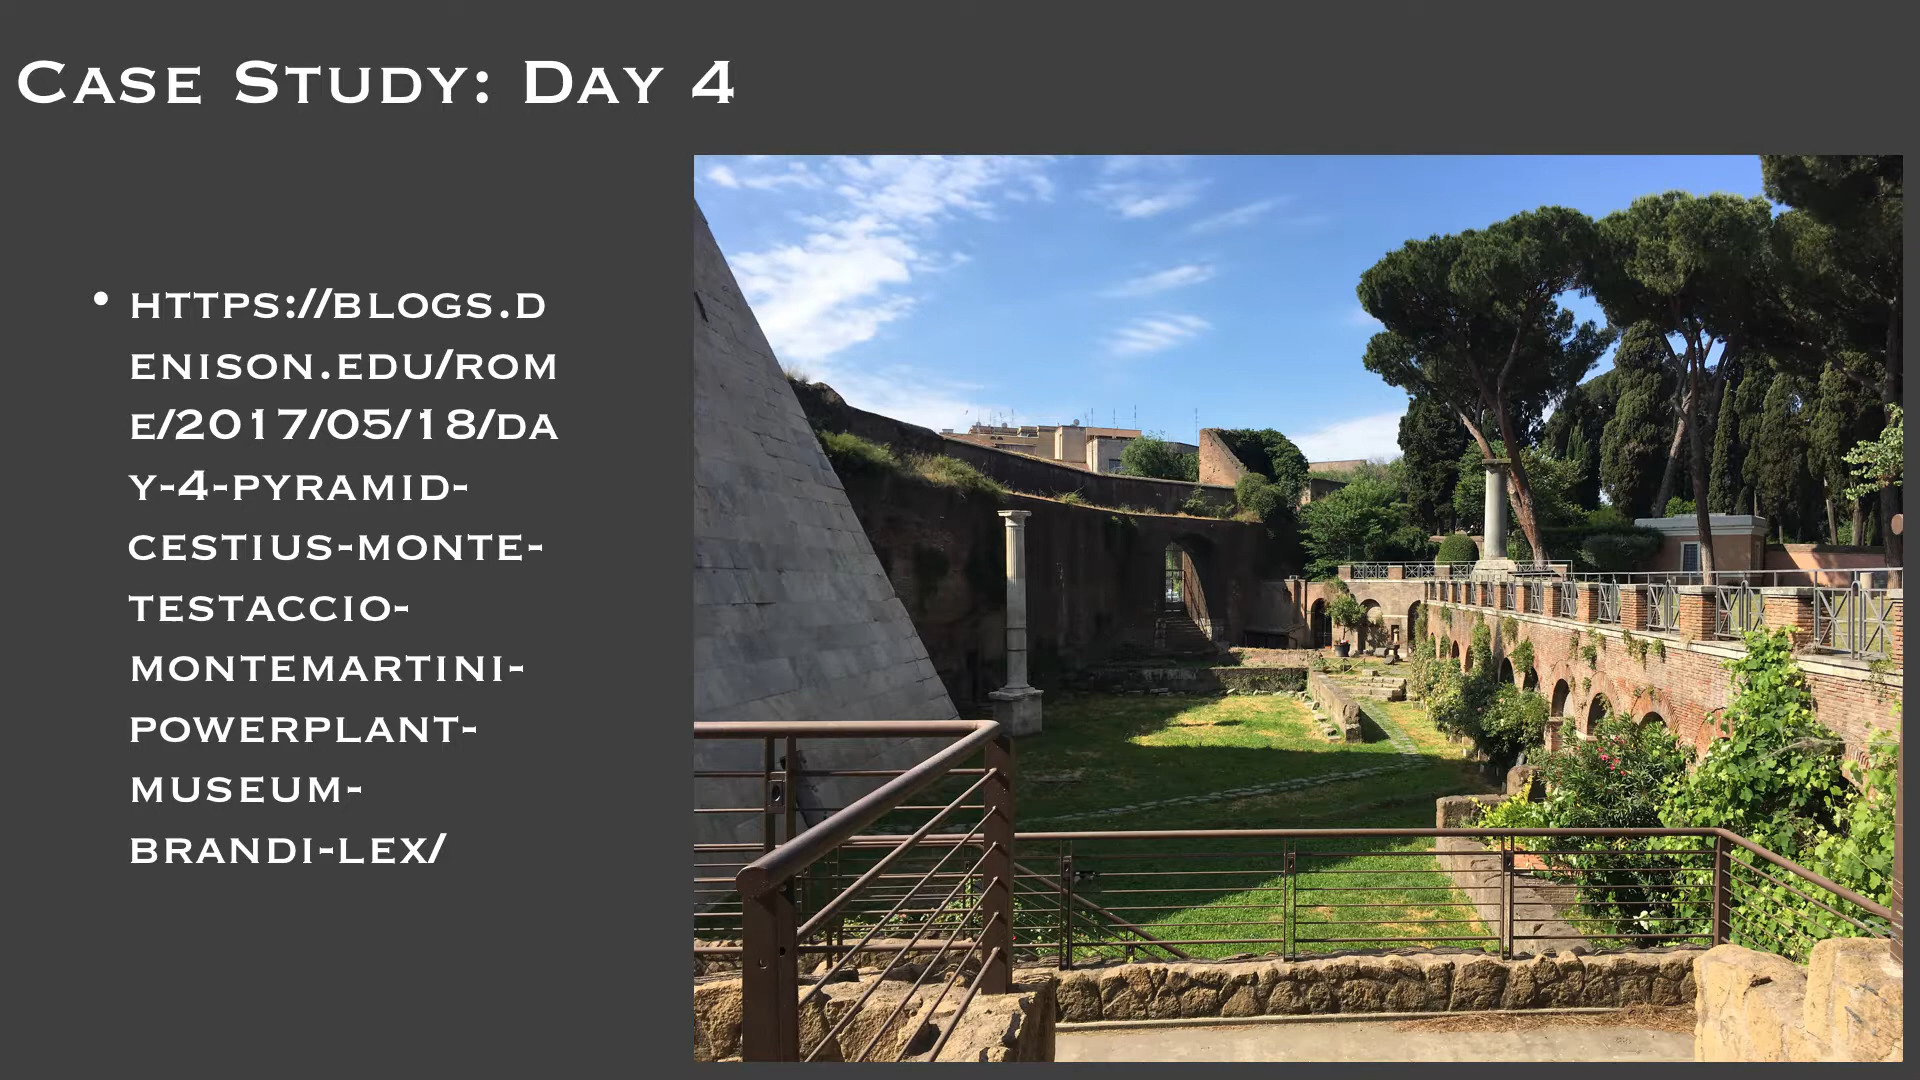 Case Study: Day 4
• https://blogs.d
enison.edu/rom
e/2017/05/18/da
y-4-pyramid-
cestius-monte-
testaccio-
montemartini-
powerplant-
museum-
brandi-lex/